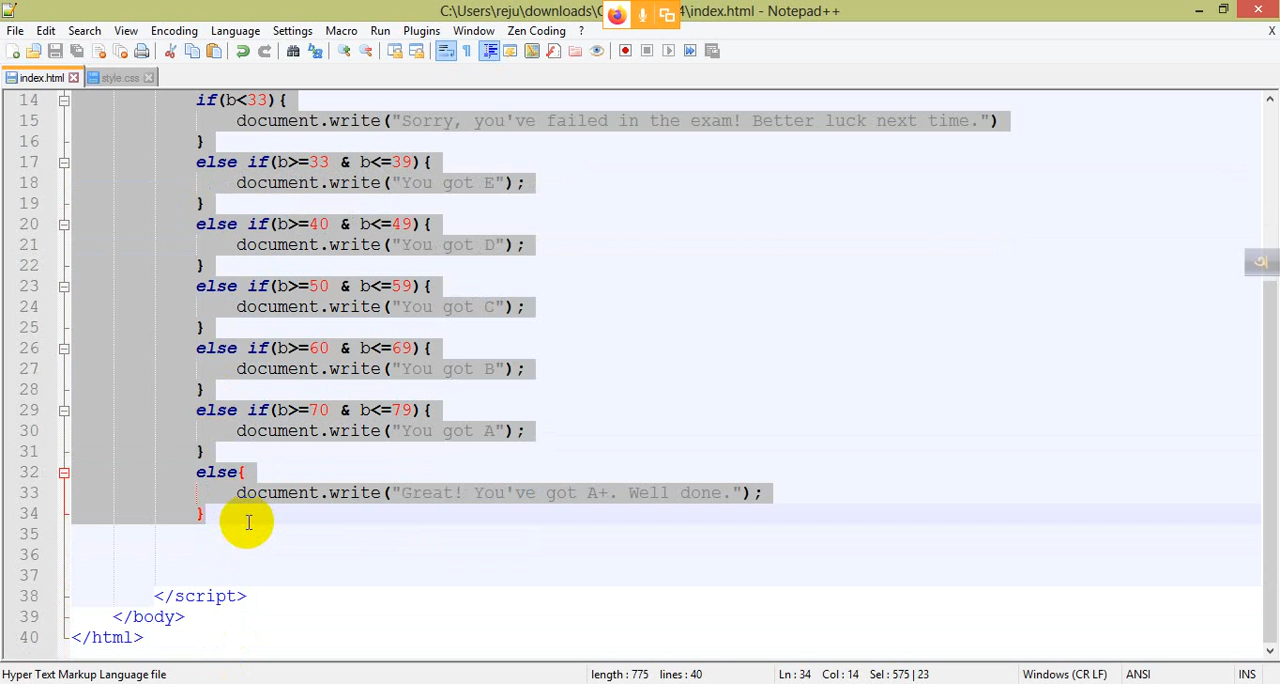 C:\Users\reju\downloads\C 4\index.html - Notepad++
File Edit Search View Encoding Language Settings Macro Run Plugins Window Zen Coding ? X
index.html style.css
14 if(b<33){
15 document.write("Sorry, you've failed in the exam! Better luck next time.")
16 }
17 else if(b>=33 & b<=39){
18 document.write("You got E");
19 }
20 else if(b>=40 & b<=49){
21 document.write("You got D");
22 }
23 else if(b>=50 & b<=59){
24 document.write("You got C");
25 }
26 else if(b>=60 & b<=69){
27 document.write("You got B");
28 }
29 else if(b>=70 & b<=79){
30 document.write("You got A");
31 }
32 else{
33 document.write("Great! You've got A+. Well done.");
34 }
35
36
37
38 </script>
39 </body>
40 </html>
অ
Hyper Text Markup Language file length : 775 lines : 40 Ln : 34 Col : 14 Sel : 575 | 23 Windows (CR LF) ANSI INS